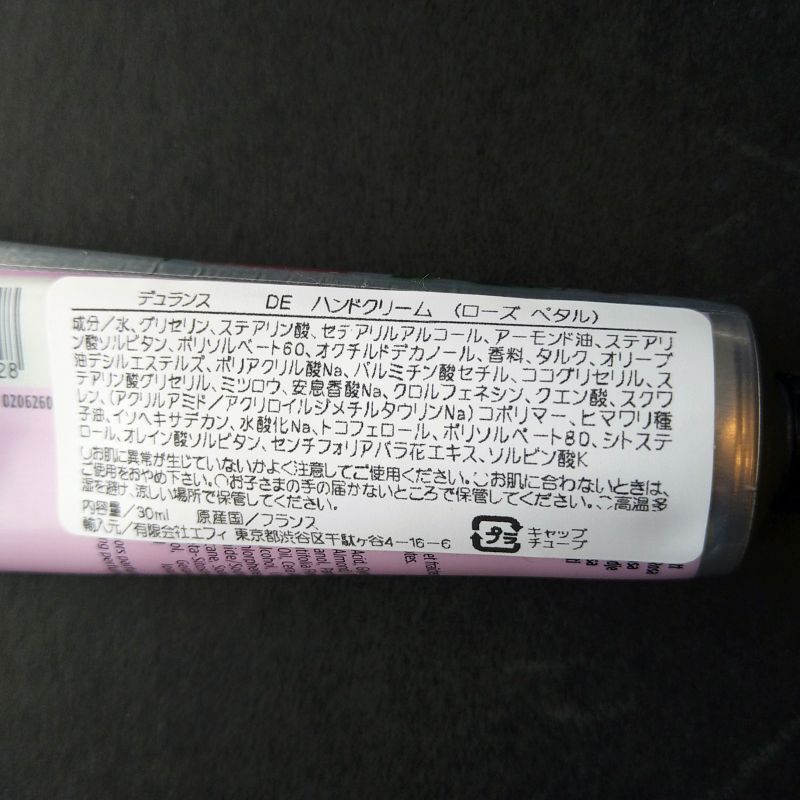 デュランス DE ハンドクリーム (ローズ ペタル)
成分/水、グリセリン、ステアリン酸、セテアリルアルコール、アーモンド油、ステアリ
ン酸ソルビタン、ポリソルベート60、オクチルドデカノール、香料、タルク、オリーブ
油デシルエステルズ、ポリアクリル酸Na、パルミチン酸セチル、ココグリセリル、ス
テアリン酸グリセリル、ミツロウ、安息香酸Na、クロルフェネシン、クエン酸、スクワ
レン、(アクリルアミド/アクリロイルジメチルタウリンNa)コポリマー、ヒマワリ種
子油、イソヘキサデカン、水酸化Na、トコフェロール、ポリソルベート80、シトステ
ロール、オレイン酸ソルビタン、センチフォリアバラ花エキス、ソルビン酸K
○お肌に異常が生じていないかよく注意してご使用ください。○お肌に合わないときは、
ご使用をおやめ下さい。○お子さまの手の届かないところで保管してください。○高温多
湿を避け、涼しい場所で保管してください。
内容量/30ml 原産国/フランス
輸入元/有限会社エフィ 東京都渋谷区千駄ヶ谷4-16-6
プラ
キャップ
チューブ
28
0206260